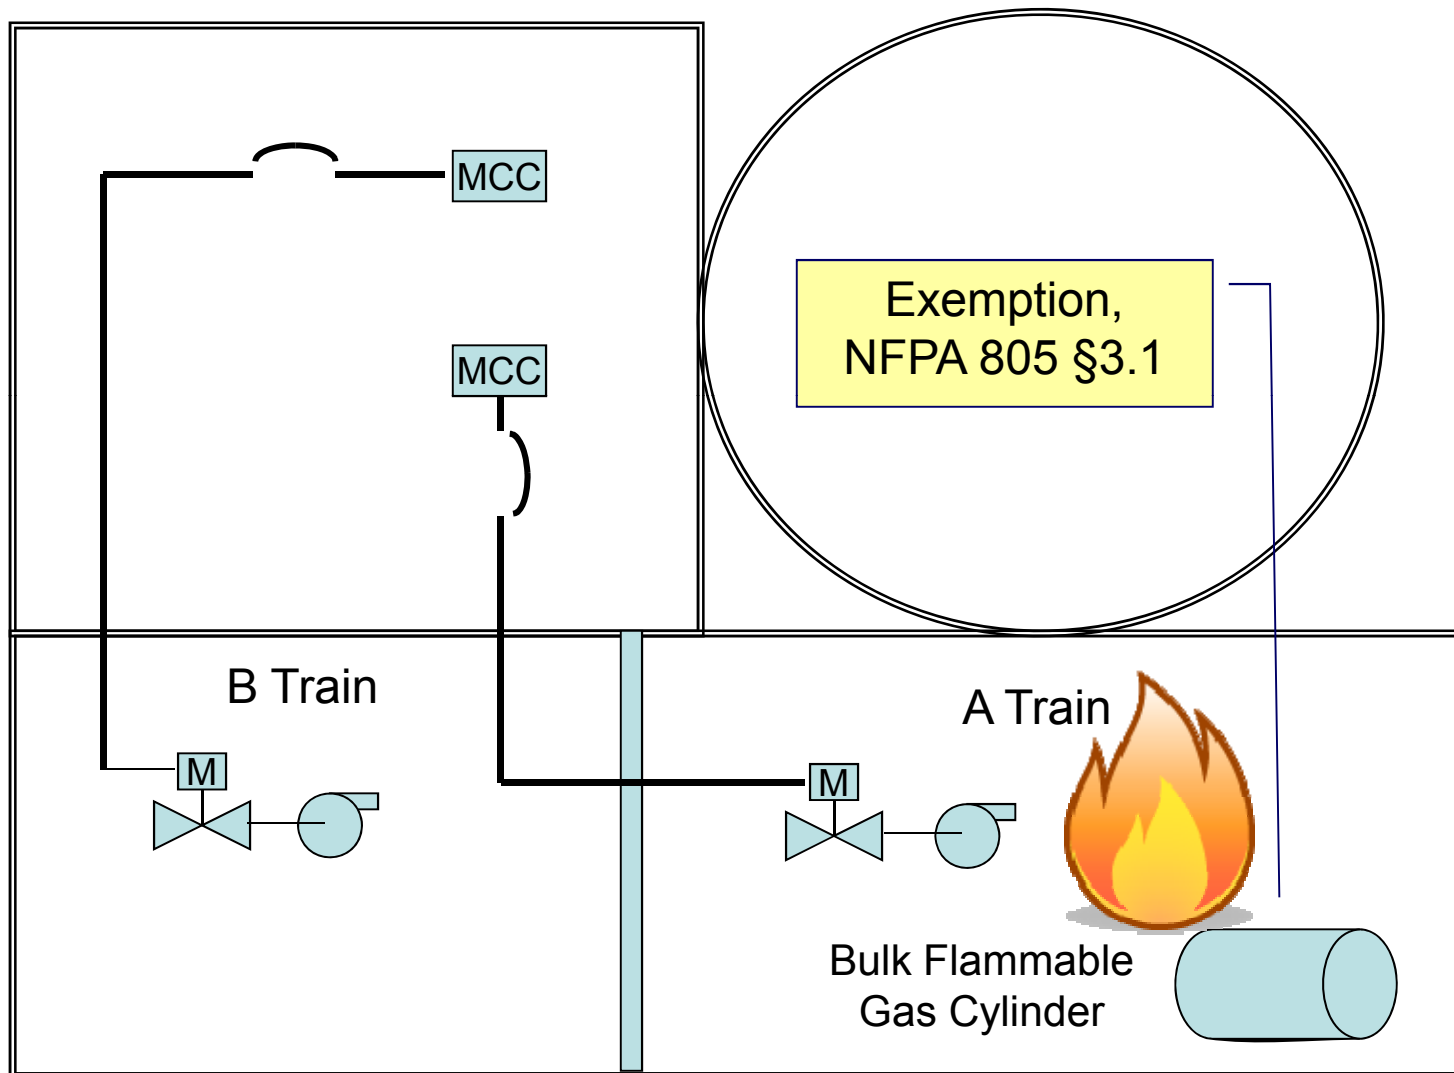 MCC
Exemption,
NFPA 805 §3.1
MCC
B Train
A Train
M
M
Bulk Flammable
Gas Cylinder